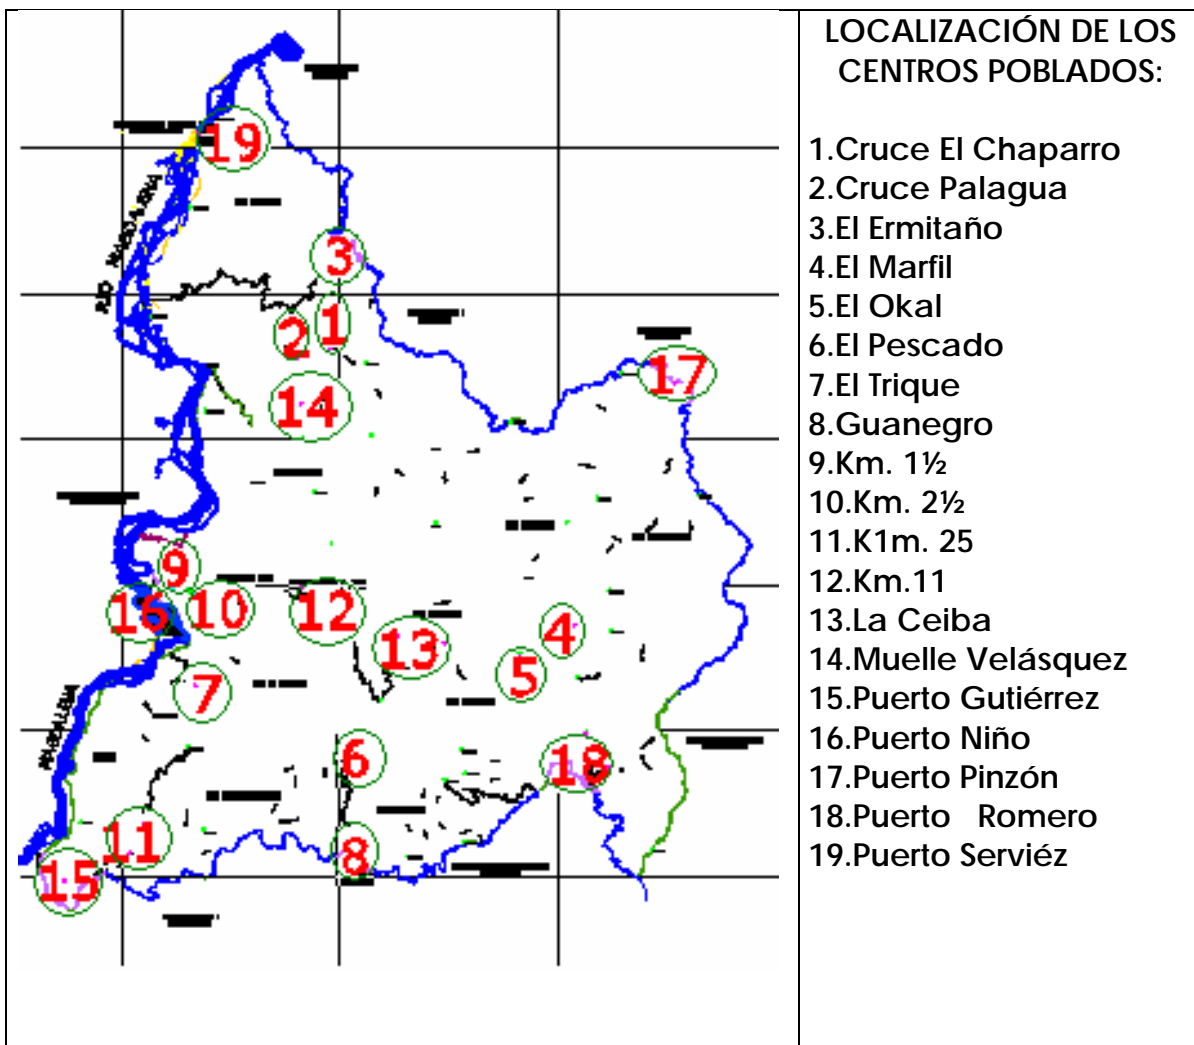 19
RIO MAGDALENA
3
2
1
17
14
9
16
10
12
13
4
5
7
6
18
11
8
15
LOCALIZACIÓN DE LOS
CENTROS POBLADOS:
1.Cruce El Chaparro
2.Cruce Palagua
3.El Ermitaño
4.El Marfil
5.El Okal
6.El Pescado
7.El Trique
8.Guanegro
9.Km. 1½
10.Km. 2½
11.K1m. 25
12.Km.11
13.La Ceiba
14.Muelle Velásquez
15.Puerto Gutiérrez
16.Puerto Niño
17.Puerto Pinzón
18.Puerto Romero
19.Puerto Serviéz